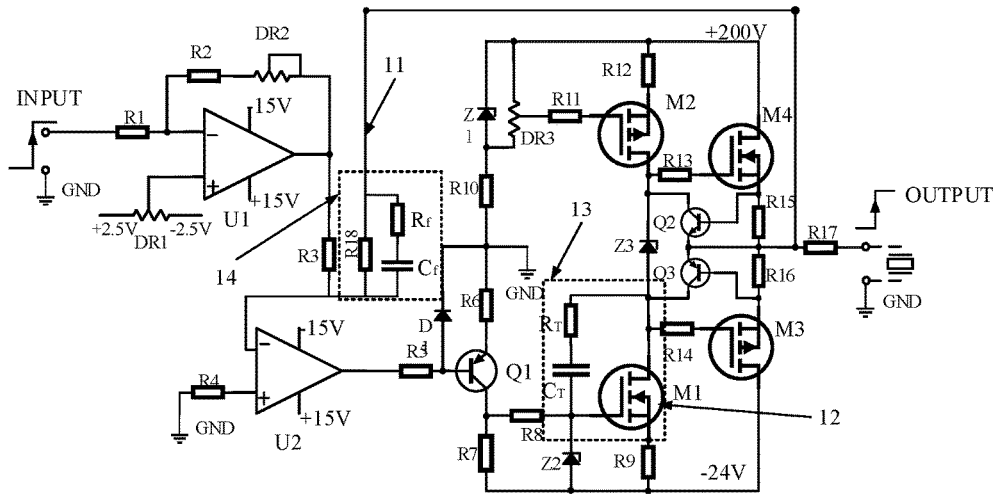 INPUT
GND
R1
R2
DR2
15V
+15V
U1
+2.5V
-2.5V
DR1
14
R3
R18
Rf
Cf
11
R4
GND
15V
+15V
U2
R5
D
1
R6
Q1
R7
R8
Z2
R10
Z
1
DR3
R11
R12
+200V
M2
M4
R13
Q2
Z3
Q3
R15
R16
R17
OUTPUT
GND
GND
13
RT
CT
R14
M3
M1
12
R9
-24V